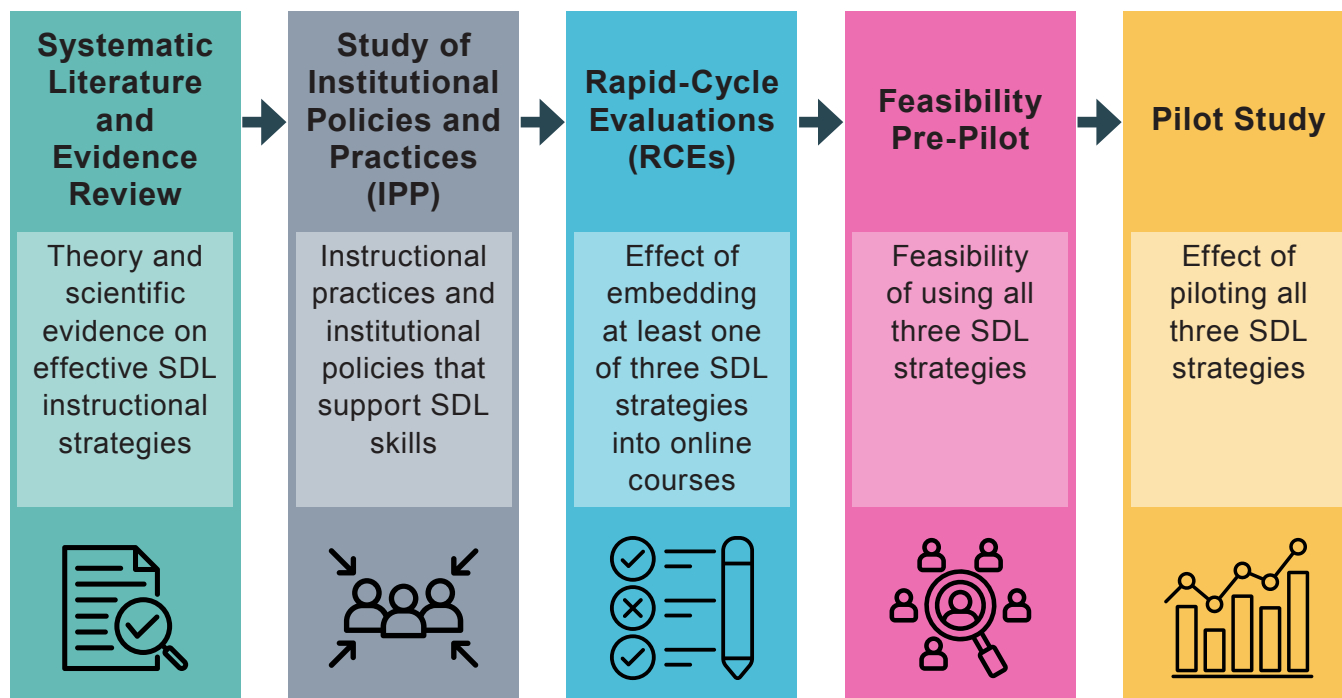 Systematic
Literature
and
Evidence
Review
Theory and
scientific
evidence on
effective SDL
instructional
strategies
Study of
Institutional
Policies and
Practices
(IPP)
Instructional
practices and
institutional
policies that
support SDL
skills
Rapid-Cycle
Evaluations
(RCEs)
Effect of
embedding
at least one
of three SDL
strategies
into online
courses
Feasibility
Pre-Pilot
Feasibility
of using all
three SDL
strategies
Pilot Study
Effect of
piloting all
three SDL
strategies